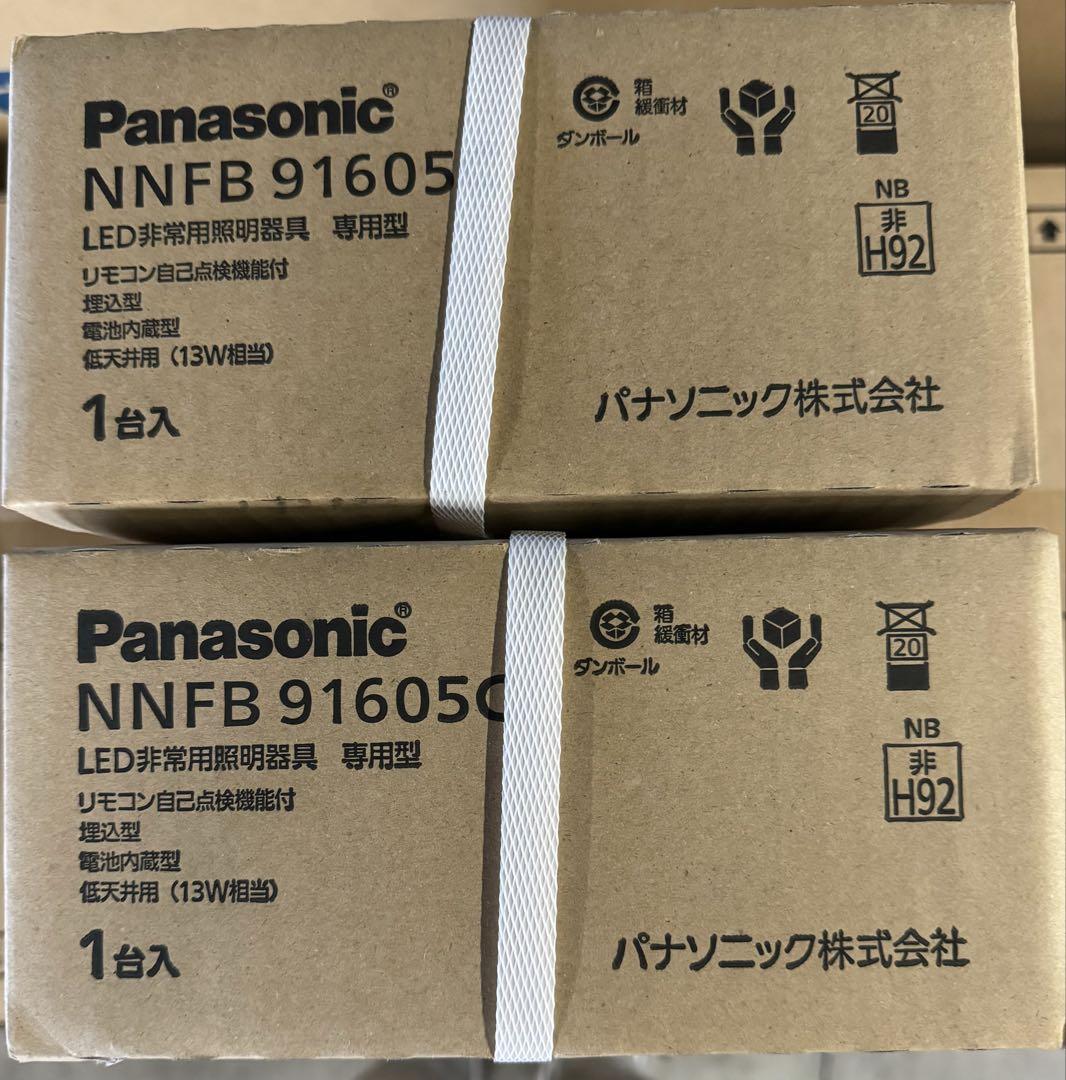 Panasonic®
NNFB 91605
LED非常用照明器具 専用型
リモコン自己点検機能付
埋込型
電池内蔵型
低天井用（13W相当）
1台入
箱
緩衝材
ダンボール
20
NB
非
H92
パナソニック株式会社
Panasonic®
NNFB 91605C
LED非常用照明器具 専用型
リモコン自己点検機能付
埋込型
電池内蔵型
低天井用（13W相当）
1台入
箱
緩衝材
ダンボール
20
NB
非
H92
パナソニック株式会社